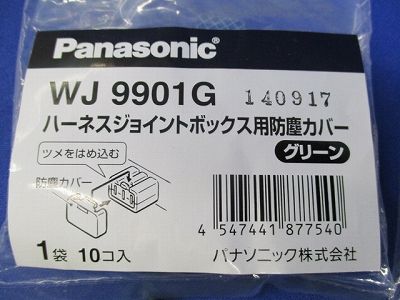 Panasonic
WJ 9901G 140917
ハーネスジョイントボックス用防塵カバー
グリーン
ツメをはめ込む
防塵カバー
1袋 10コ入
4 547441 877540
パナソニック株式会社